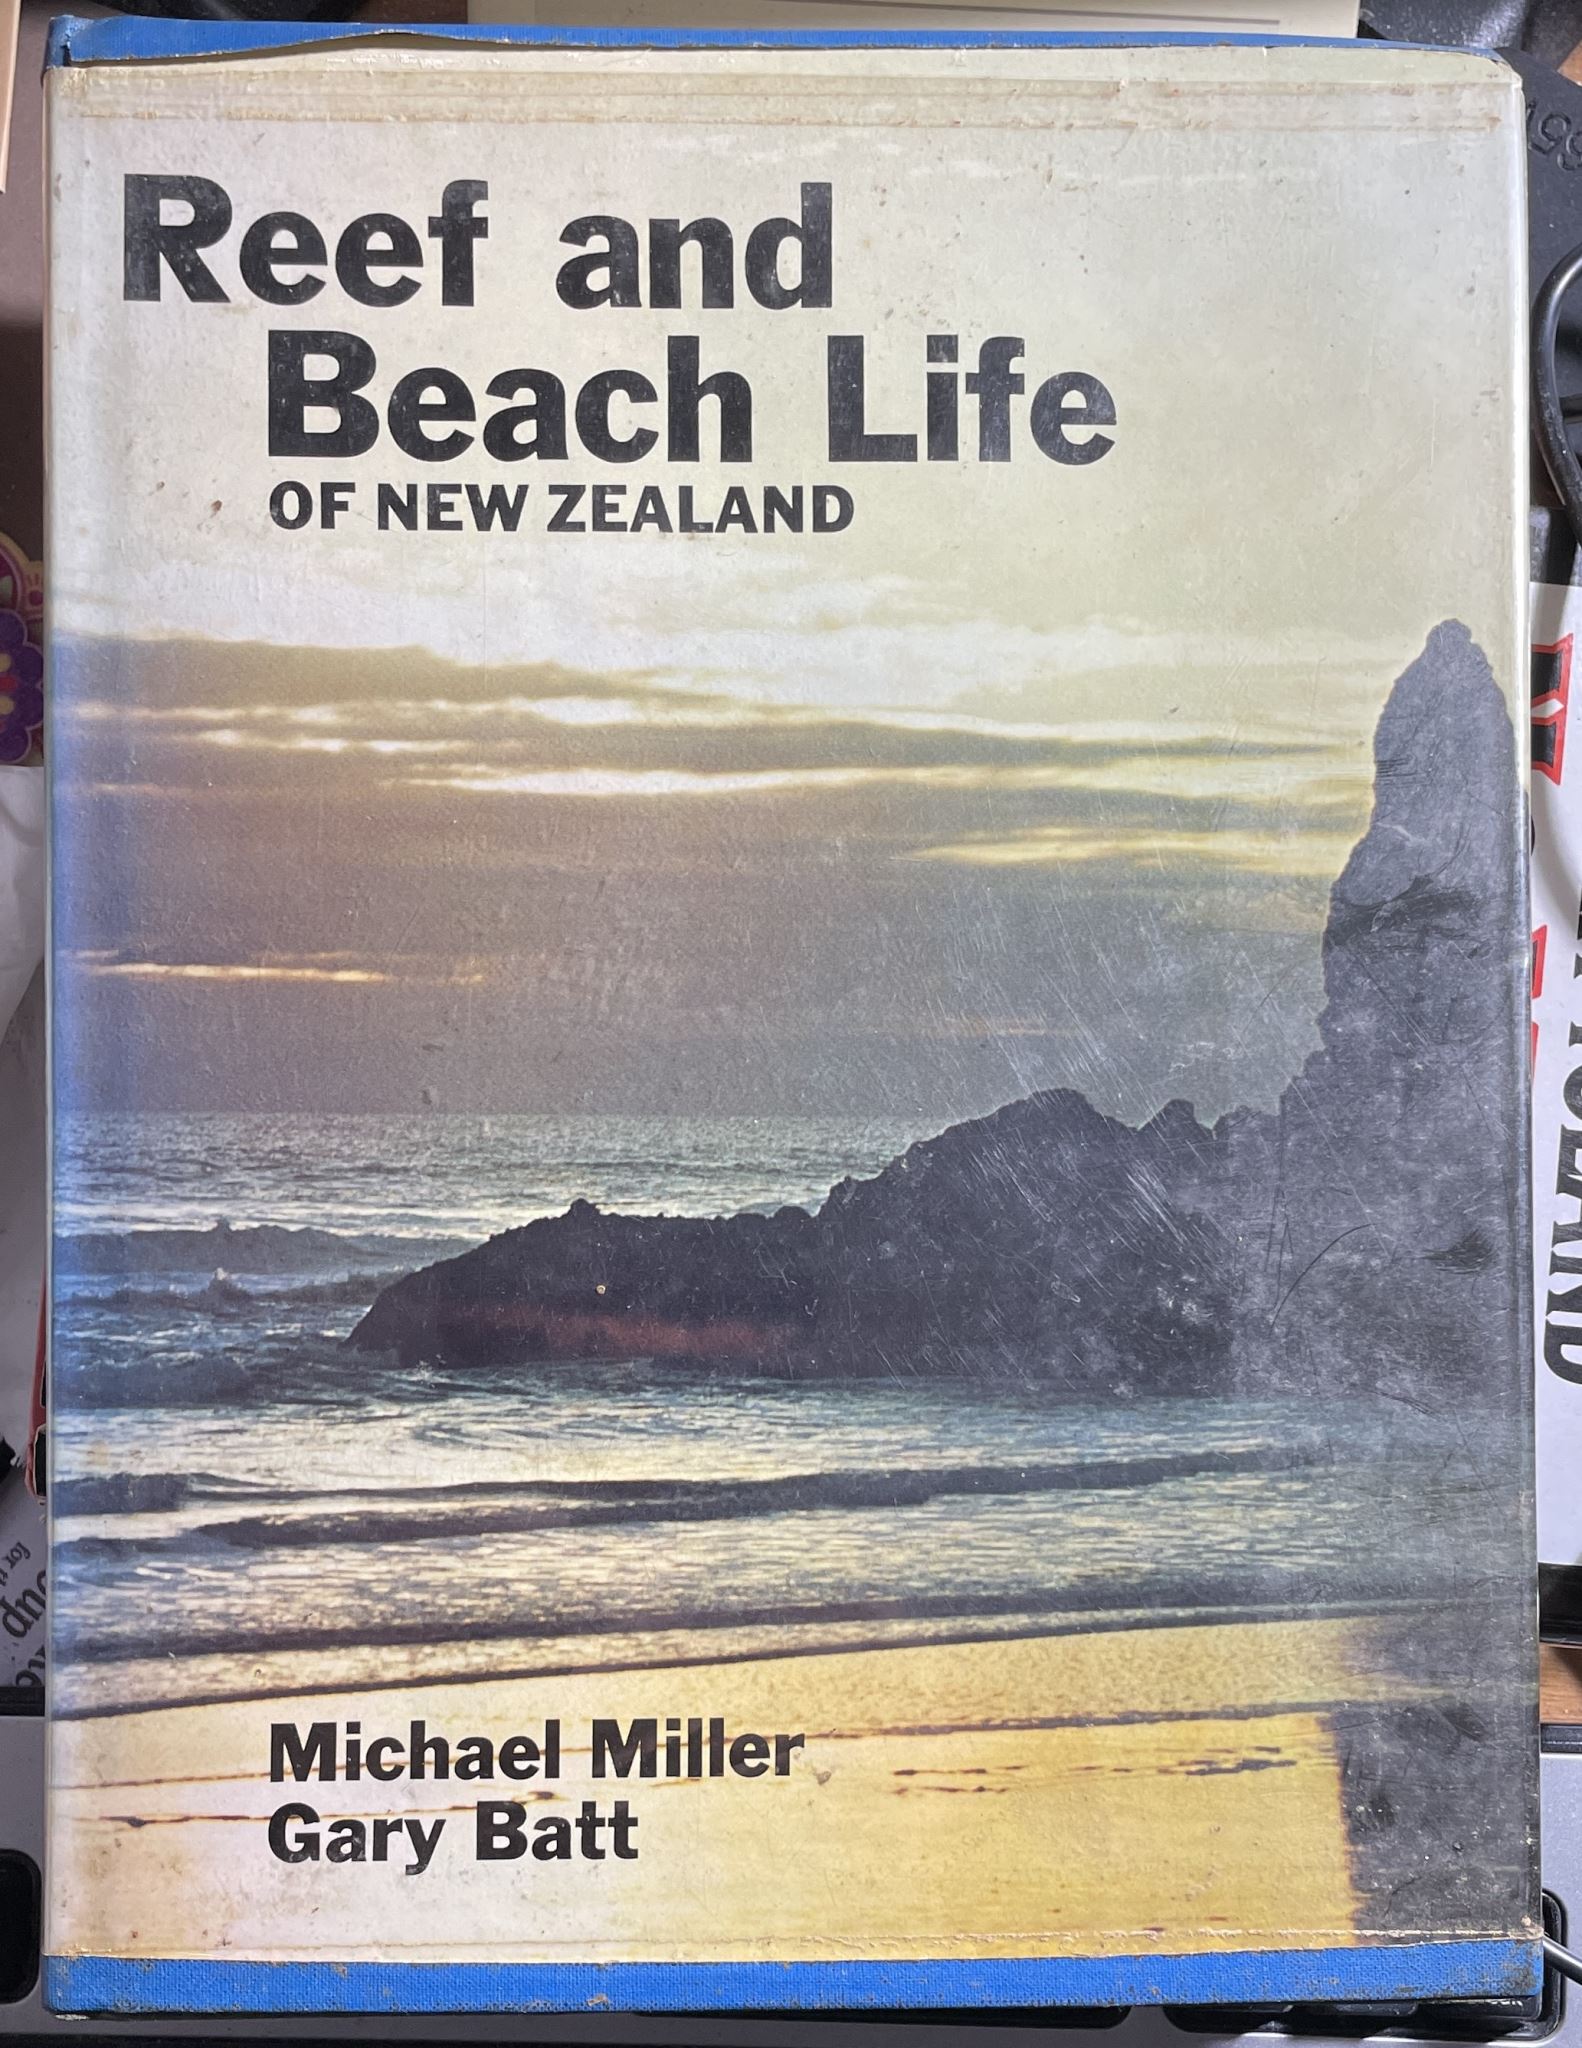 Reef and
Beach Life
OF NEW ZEALAND
Michael Miller
Gary Batt